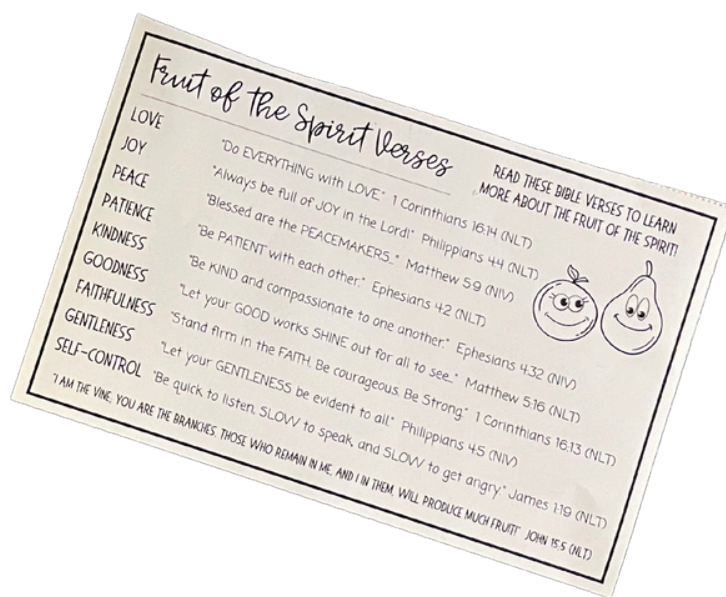 Fruit of the Spirit Verses
READ THESE BIBLE VERSES TO LEARN
MORE ABOUT THE FRUIT OF THE SPIRIT!
LOVE "Do EVERYTHING with LOVE" 1 Corinthians 16:14 (NLT)
JOY "Always be full of JOY in the Lord!" Philippians 4:4 (NLT)
PEACE "Blessed are the PEACEMAKERS..." Matthew 5:9 (NIV)
PATIENCE "Be PATIENT with each other." Ephesians 4:2 (NLT)
KINDNESS "Be KIND and compassionate to one another." Ephesians 4:32 (NIV)
GOODNESS "Let your GOOD works SHINE out for all to see..." Matthew 5:16 (NLT)
FAITHFULNESS "Stand firm in the FAITH. Be courageous. Be Strong." 1 Corinthians 16:13 (NLT)
GENTLENESS "Let your GENTLENESS be evident to all." Philippians 4:5 (NIV)
SELF-CONTROL "Be quick to listen, SLOW to speak, and SLOW to get angry." James 1:19 (NLT)
"I AM THE VINE, YOU ARE THE BRANCHES. THOSE WHO REMAIN IN ME, AND I IN THEM, WILL PRODUCE MUCH FRUIT!" JOHN 15:5 (NLT)